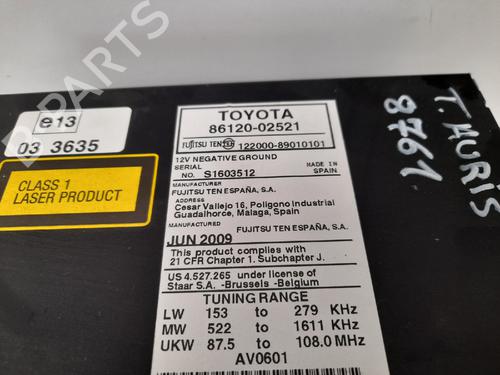 B-PARTS
e13
03 3635
CLASS 1
LASER PRODUCT
TOYOTA
86120-02521
FUJITSU TEN 122000-89010101
12V NEGATIVE GROUND
SERIAL
NO. S1603512
MADE IN
SPAIN
MANUFACTURER
FUJITSU TEN ESPAÑA, S.A.
ADDRESS
Cesar Vallejo 16, Poligono Industrial
Guadalhorce, Malaga, Spain
MANUFACTURED FUJITSU TEN ESPAÑA, S.A.
JUN 2009
This product complies with
21 CFR Chapter 1. Subchapter J.
US 4.527.265 under license of
Staar S.A. -Brussels -Belgium
TUNING RANGE
LW 153 to 279 KHz
MW 522 to 1611 KHz
UKW 87.5 to 108.0 MHz
AV0601
T. AURIS
8761